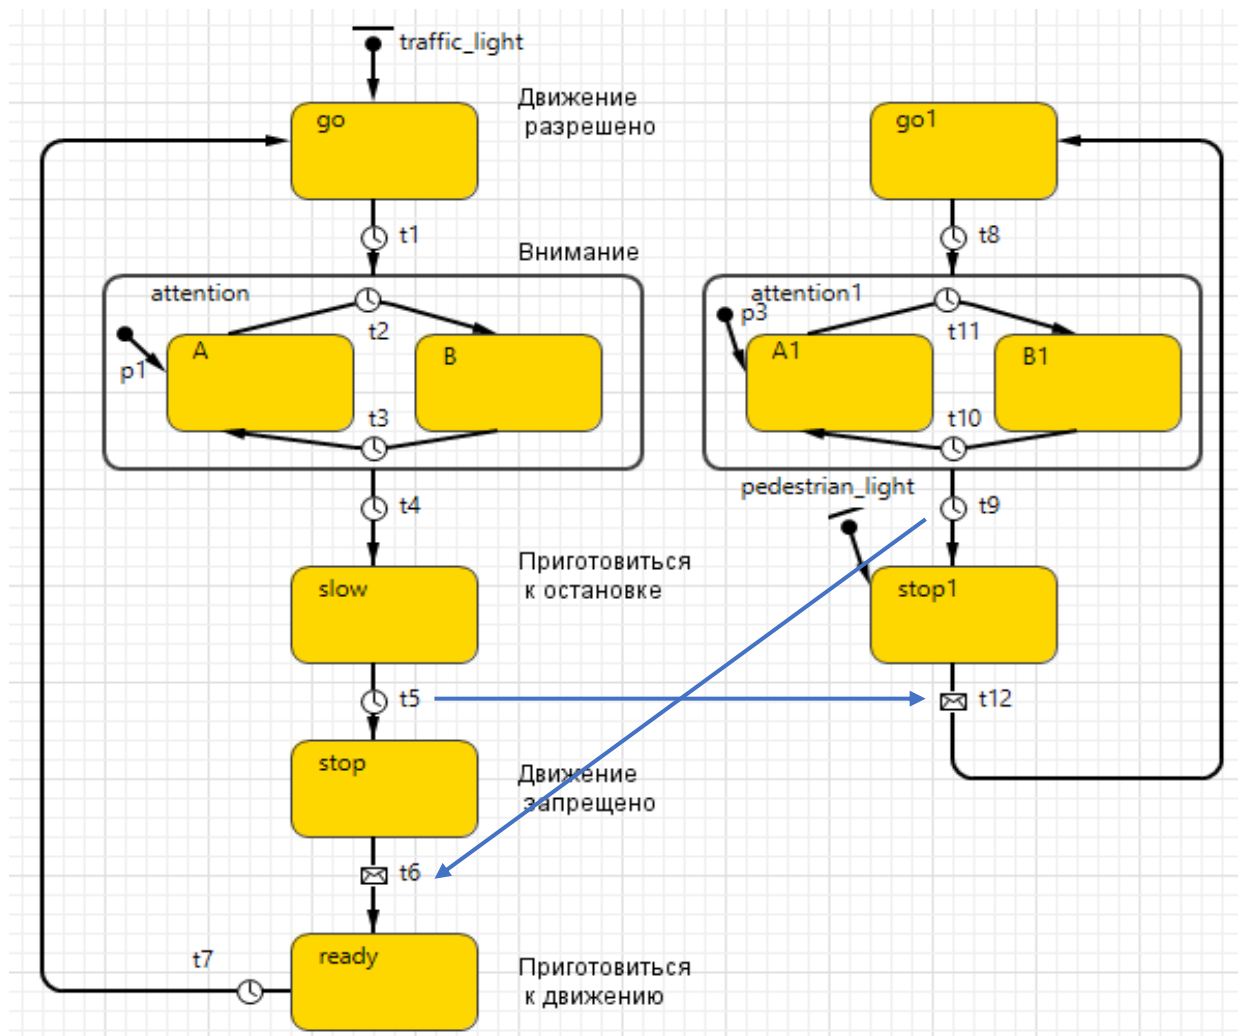 traffic_light
Движение
разрешено
go
go1
t1
t8
Внимание
attention
attention1
p3
t2
t11
A
B
A1
B1
p1
t3
t10
pedestrian_light
t4
t9
Приготовиться
к остановке
slow
stop1
t5
t12
stop
Движение
запрещено
t6
t7
ready
Приготовиться
к движению